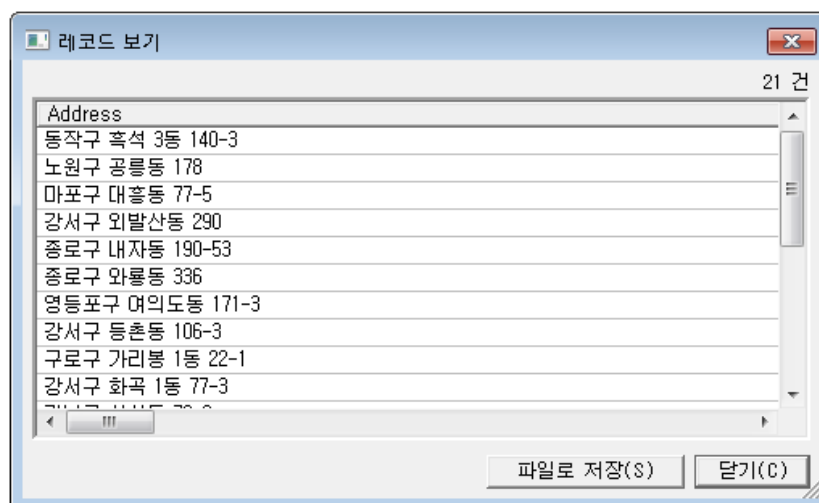 레코드 보기
21 건
Address
동작구 흑석 3동 140-3
노원구 공릉동 178
마포구 대흥동 77-5
강서구 외발산동 290
종로구 내자동 190-53
종로구 와룡동 336
영등포구 여의도동 171-3
강서구 등촌동 106-3
구로구 가리봉 1동 22-1
강서구 화곡 1동 77-3
파일로 저장(S)
닫기(C)